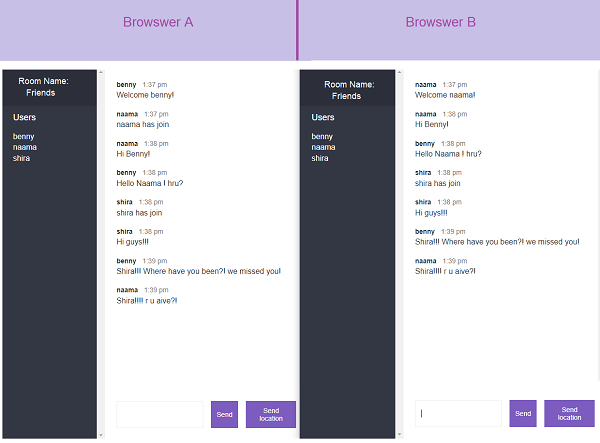 Browswer A
Room Name:
Friends
Users
benny
naama
shira
benny 1:37 pm
Welcome benny!
naama 1:37 pm
naama has join
naama 1:38 pm
Hi Benny!
benny 1:38 pm
Hello Naama ! hru?
shira 1:38 pm
shira has join
shira 1:38 pm
Hi guys!!!!
benny 1:39 pm
Shira!!! Where have you been?! we missed you!
naama 1:39 pm
Shira!!!! r u aive?!
Send
Send
location
Browswer B
Room Name:
Friends
Users
benny
naama
shira
naama 1:37 pm
Welcome naama!
naama 1:38 pm
Hi Benny!
benny 1:38 pm
Hello Naama ! hru?
shira 1:38 pm
shira has join
shira 1:38 pm
Hi guys!!!!
benny 1:39 pm
Shira!!! Where have you been?! we missed you!
naama 1:39 pm
Shira!!!! r u aive?!
Send
Send
location